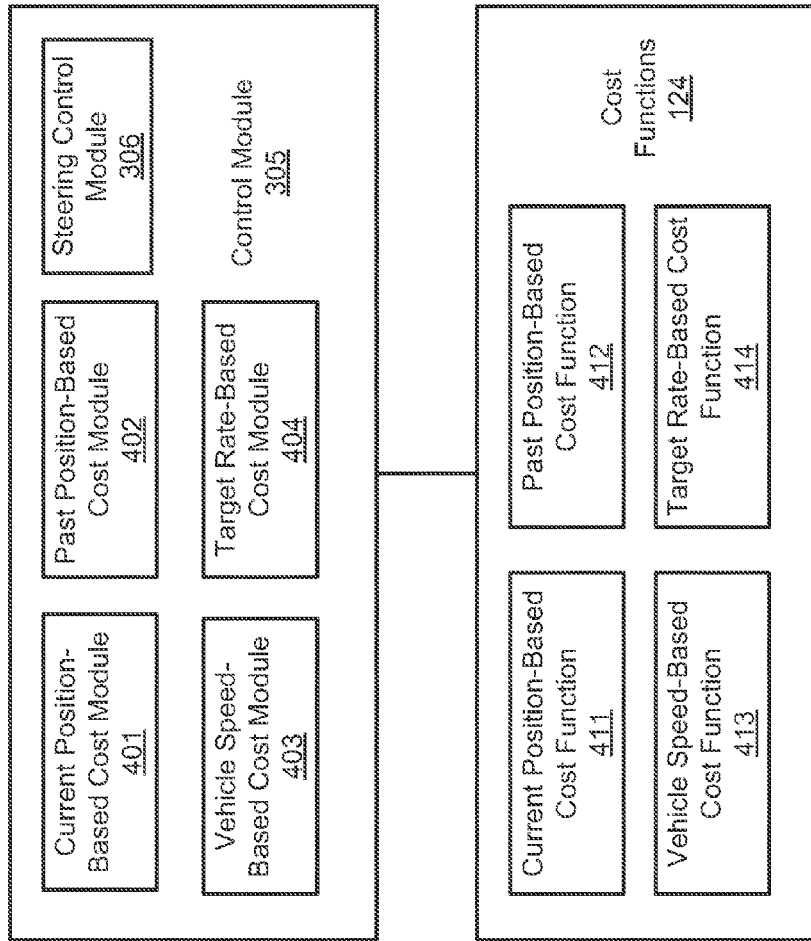 Current Position-
Based Cost Module
401
Past Position-Based
Cost Module
402
Steering Control
Module
306
Vehicle Speed-
Based Cost Module
403
Target Rate-Based
Cost Module
404
Control Module
305
Current Position-Based
Cost Function
411
Past Position-Based
Cost Function
412
Vehicle Speed-Based
Cost Function
413
Target Rate-Based Cost
Function
414
Cost
Functions
124